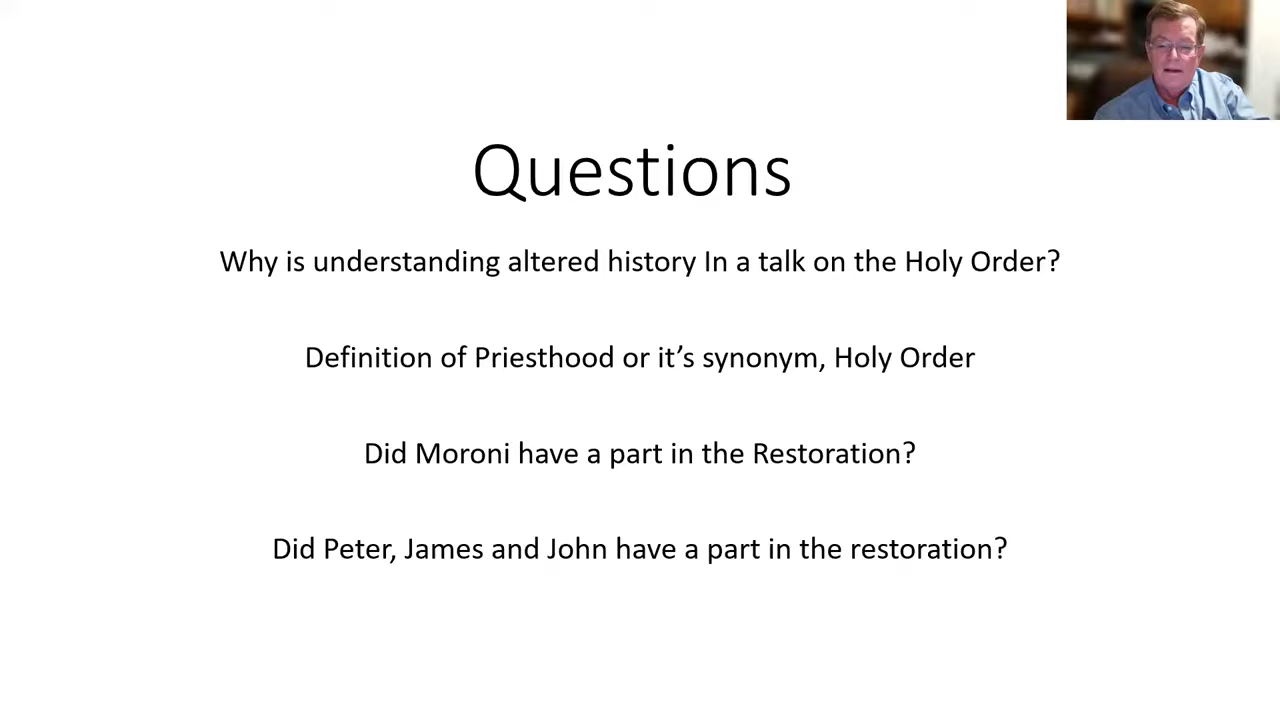 Questions
Why is understanding altered history In a talk on the Holy Order?
Definition of Priesthood or it’s synonym, Holy Order
Did Moroni have a part in the Restoration?
Did Peter, James and John have a part in the restoration?